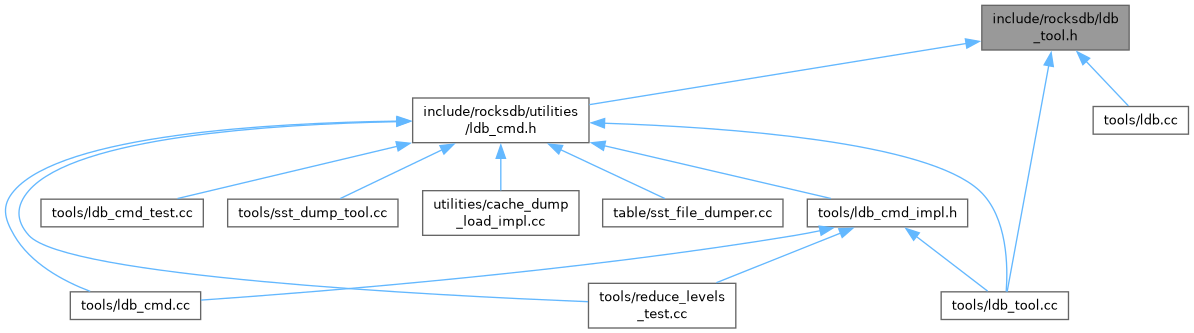 include/rocksdb/ldb
_tool.h
include/rocksdb/utilities
/ldb_cmd.h
tools/ldb.cc
tools/ldb_cmd_test.cc
tools/sst_dump_tool.cc
utilities/cache_dump
_load_impl.cc
table/sst_file_dumper.cc
tools/ldb_cmd_impl.h
tools/ldb_cmd.cc
tools/reduce_levels
_test.cc
tools/ldb_tool.cc